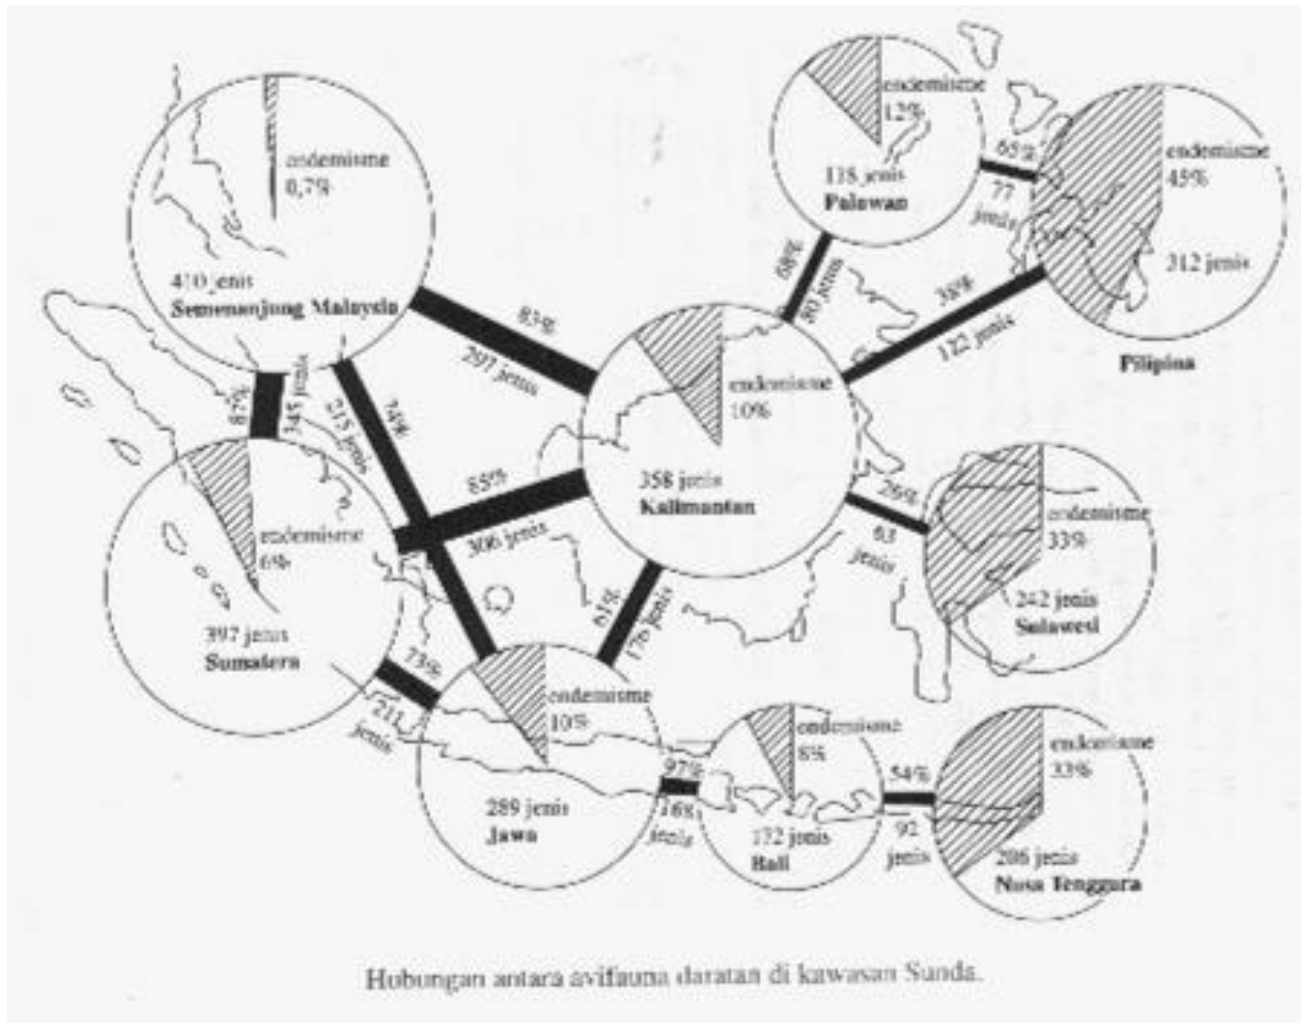 endemisme
0,7%
410 jenis
Semenanjung Malaysia
endemisme
12%
118 jenis
Palawan
65%
77
jenis
endemisme
45%
312 jenis
Pilipina
68%
80 jenis
38%
122 jenis
83%
297 jenis
87%
345 jenis
74%
215 jenis
endemisme
10%
358 jenis
Kalimantan
85%
306 jenis
endemisme
6%
397 jenis
Sumatera
61%
176 jenis
26%
63
jenis
endemisme
33%
242 jenis
Sulawesi
73%
211
jenis
endemisme
10%
289 jenis
Jawa
97%
168
jenis
endemisme
8%
172 jenis
Bali
54%
92
jenis
endemisme
33%
206 jenis
Nusa Tenggara
Hubungan antara avifauna daratan di kawasan Sunda.